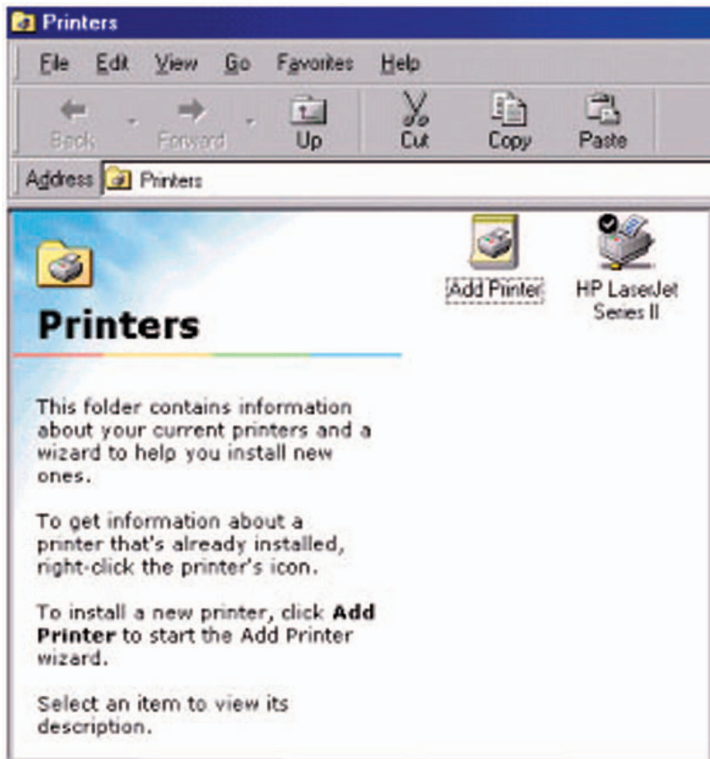 Printers
File Edit View Go Favorites Help
Back Forward Up Cut Copy Paste
Address Printers
Printers
This folder contains information
about your current printers and a
wizard to help you install new
ones.
To get information about a
printer that's already installed,
right-click the printer's icon.
To install a new printer, click Add
Printer to start the Add Printer
wizard.
Select an item to view its
description.
Add Printer
HP LaserJet
Series II